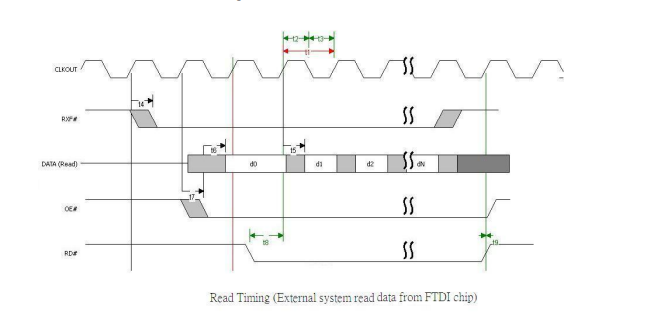 t2 t3
t1
CLKOUT
t4
RXF#
t6 t5
DATA (Read) d0 d1 d2 dN
t7
OE#
t8 t9
RD#
Read Timing (External system read data from FTDI chip)